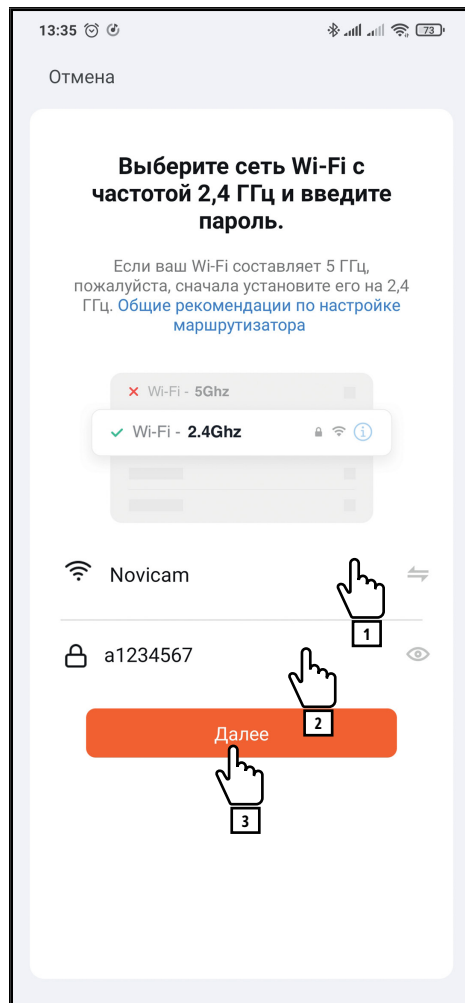 13:35 73
Отмена
Выберите сеть Wi-Fi с
частотой 2,4 ГГц и введите
пароль.
Если ваш Wi-Fi составляет 5 ГГц,
пожалуйста, сначала установите его на 2,4
ГГц. Общие рекомендации по настройке
маршрутизатора
Wi-Fi - 5Ghz
Wi-Fi - 2.4Ghz
Novicam
1
a1234567
2
Далее
3